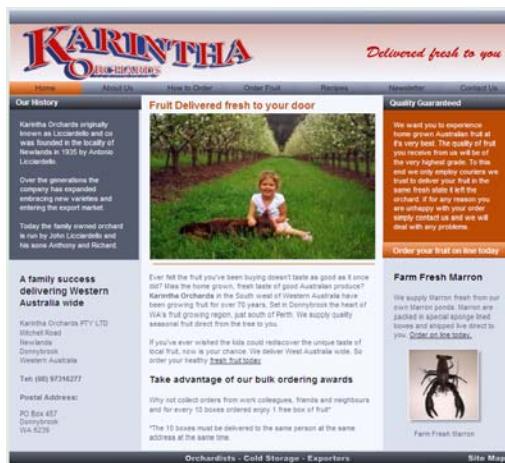 KARINTHA
ORCHARDS
Delivered fresh to you
Home About Us How to Order Order Fruit Recipes Newsletter Contact Us
Our History
Karintha Orchards originally
known as Licciardello and co
was founded in the locality of
Newlands in 1935 by Antonio
Licciardello.
Over the generations the
company has expanded
embracing new varieties and
entering the export market.
Today the family owned orchard
is run by John Licciardello and
his sons Anthony and Richard.
A family success
delivering Western
Australia wide
Karintha Orchards PTY LTD
Mitchell Road
Newlands
Donnybrook
Western Australia
Tel: (08) 97316277
Postal Address:
PO Box 457
Donnybrook
WA 6239
Fruit Delivered fresh to your door
Ever felt the fruit you've been buying doesn't taste as good as it once
did? Miss the home grown, fresh taste of good Australian produce?
Karintha Orchards in the South west of Western Australia have
been growing fruit for over 70 years. Set in Donnybrook the heart of
WA's fruit growing region, just south of Perth. We supply quality
seasonal fruit direct from the tree to you.
If you've ever wished the kids could rediscover the unique taste of
local fruit, now is your chance. We deliver West Australia wide. So
order your healthy fresh fruit today.
Take advantage of our bulk ordering awards
Why not collect orders from work colleagues, friends and neighbours
and for every 10 boxes ordered enjoy 1 free box of fruit*
*The 10 boxes must be delivered to the same person at the same
address at the same time.
Quality Guaranteed
We want you to experience
home grown Australian fruit at
it's very best. The quality of fruit
you receive from us will be of
the very highest grade. To this
end we only employ couriers we
trust to deliver your fruit in the
same fresh state it left the
orchard. if for any reason you
are unhappy with your order
simply contact us and we will
deal with any problems.
Order your fruit on line today
Farm Fresh Marron
We supply Marron fresh from our
own Marron ponds. Marron are
packed in special sponge lined
boxes and shipped live direct to
you. Order on line today.
Farm Fresh Marron
Orchardists - Cold Storage - Exporters
Site Map